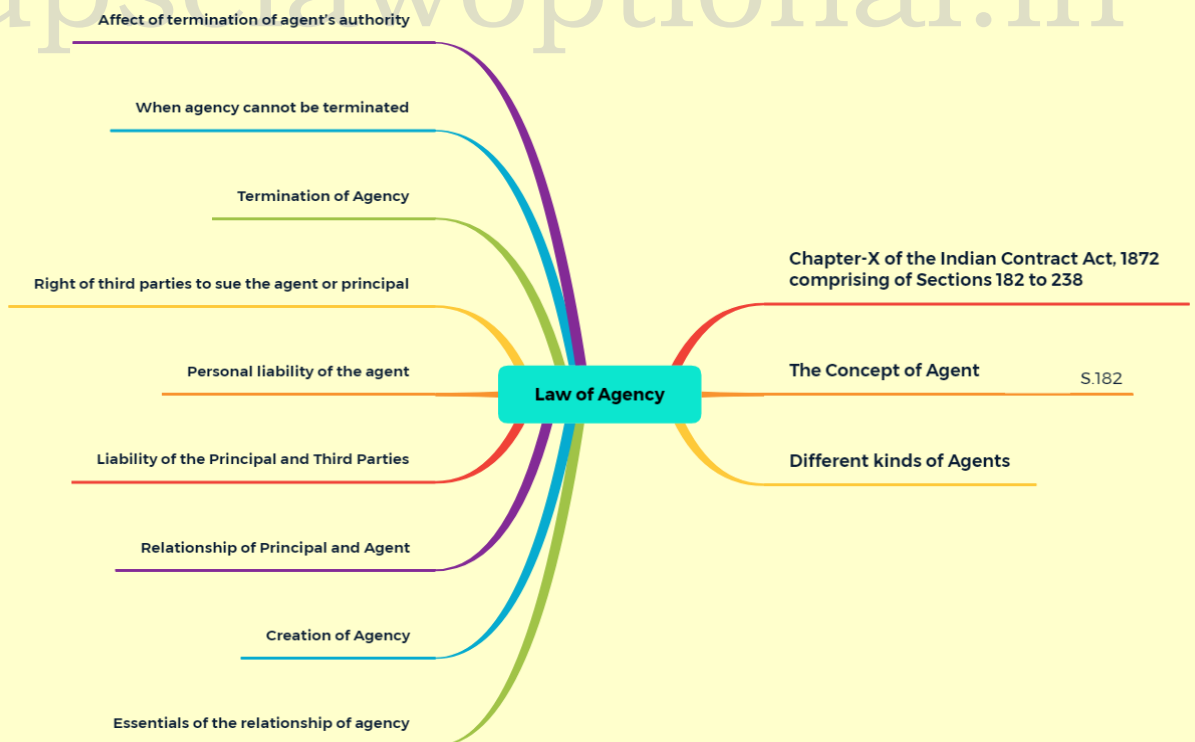 upsclawoptional.in
Affect of termination of agent's authority
When agency cannot be terminated
Termination of Agency
Right of third parties to sue the agent or principal
Personal liability of the agent
Liability of the Principal and Third Parties
Relationship of Principal and Agent
Creation of Agency
Essentials of the relationship of agency
Law of Agency
Chapter-X of the Indian Contract Act, 1872
comprising of Sections 182 to 238
The Concept of Agent
S.182
Different kinds of Agents